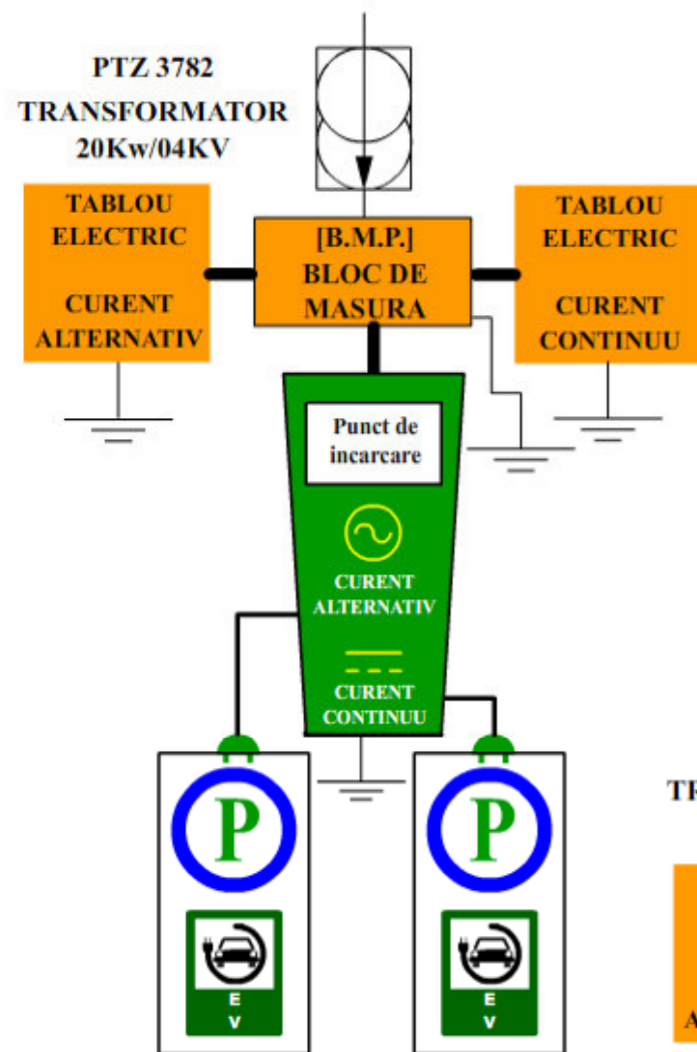 PTZ 3782
TRANSFORMATOR
20Kw/04KV
TABLOU
ELECTRIC
CURENT
ALTERNATIV
[B.M.P.]
BLOC DE
MASURA
TABLOU
ELECTRIC
CURENT
CONTINUU
Punct de
incarcare
CURENT
ALTERNATIV
CURENT
CONTINUU
P
P
E
V
E
V
TR
A